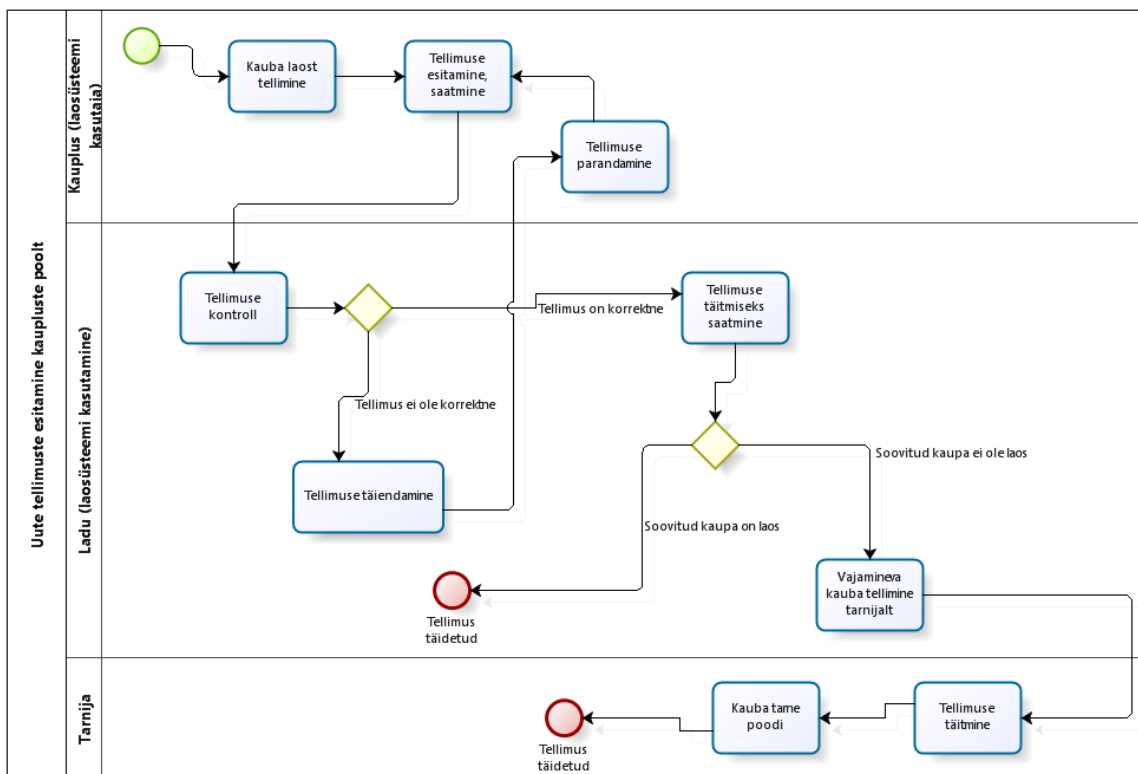 Uute tellimuste esitamine kaupluste poolt
Kauplus (laosüsteemi
kasutaia)
Kauba laost
tellimine
Tellimuse
esitamine,
saatmine
Tellimuse
parandamine
Ladu (laosüsteemi kasutamine)
Tellimuse
kontroll
Tellimus on korrektne
Tellimuse
täitmiseks
saatmine
Tellimus ei ole korrektne
Tellimuse täiendamine
Soovitud kaupa ei ole laos
Soovitud kaupa on laos
Vajamineva
kauba tellimine
tarnijalt
Tellimus
täidetud
Tarnija
Kauba tarne
poodi
Tellimuse
täitmine
Tellimus
täidetud